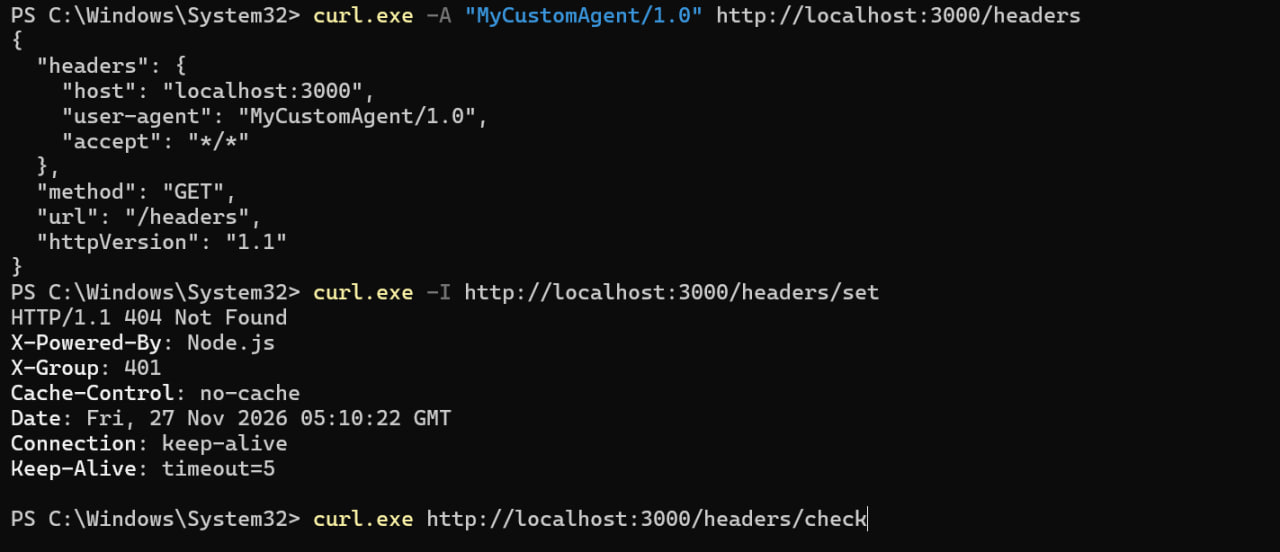 PS C:\Windows\System32> curl.exe -A "MyCustomAgent/1.0" http://localhost:3000/headers
{
  "headers": {
    "host": "localhost:3000",
    "user-agent": "MyCustomAgent/1.0",
    "accept": "*/*"
  },
  "method": "GET",
  "url": "/headers",
  "httpVersion": "1.1"
}
PS C:\Windows\System32> curl.exe -I http://localhost:3000/headers/set
HTTP/1.1 404 Not Found
X-Powered-By: Node.js
X-Group: 401
Cache-Control: no-cache
Date: Fri, 27 Nov 2026 05:10:22 GMT
Connection: keep-alive
Keep-Alive: timeout=5

PS C:\Windows\System32> curl.exe http://localhost:3000/headers/check